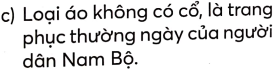 c) Loại áo không có cổ, là trang
phục thường ngày của người
dân Nam Bộ.